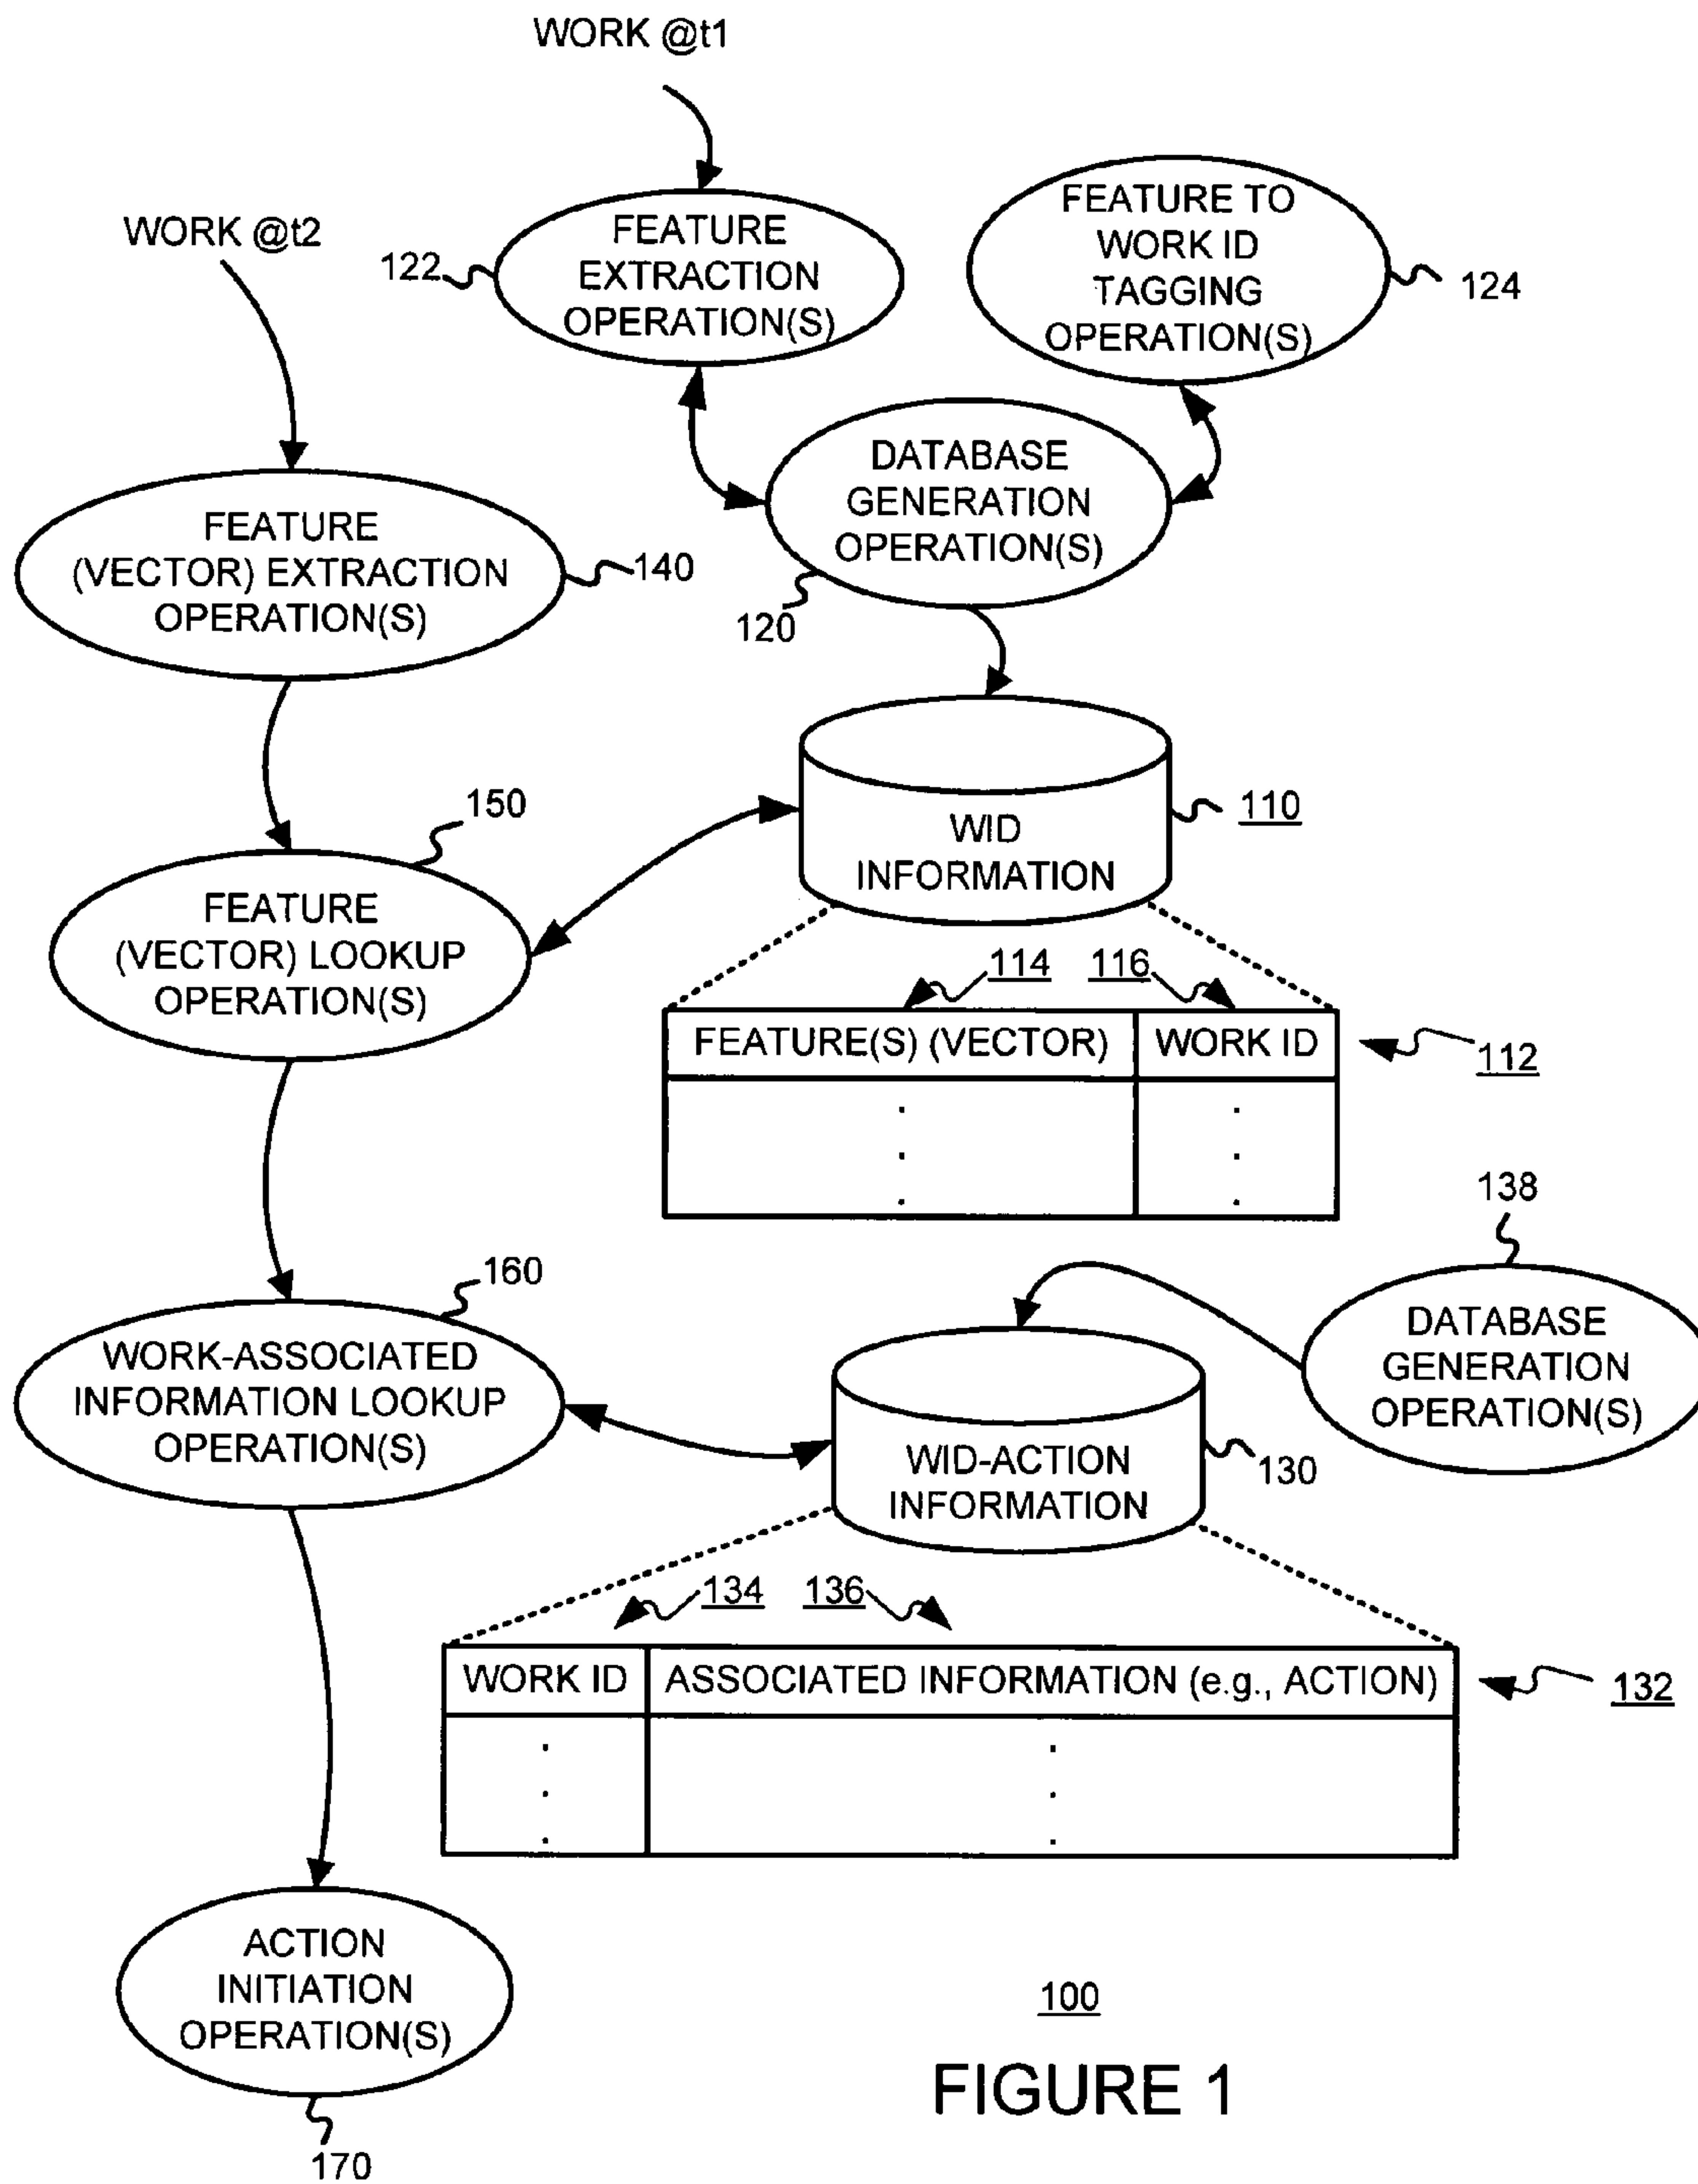 WORK @t1
WORK @t2
FEATURE
EXTRACTION
OPERATION(S)
122
FEATURE TO
WORK ID
TAGGING
OPERATION(S)
124
DATABASE
GENERATION
OPERATION(S)
120
FEATURE
(VECTOR) EXTRACTION
OPERATION(S)
140
WID
INFORMATION
110
150
FEATURE
(VECTOR) LOOKUP
OPERATION(S)
114
116
FEATURE(S) (VECTOR)
WORK ID
112
138
DATABASE
GENERATION
OPERATION(S)
160
WORK-ASSOCIATED
INFORMATION LOOKUP
OPERATION(S)
WID-ACTION
INFORMATION
130
134
136
WORK ID
ASSOCIATED INFORMATION (e.g., ACTION)
132
ACTION
INITIATION
OPERATION(S)
170
100
FIGURE 1